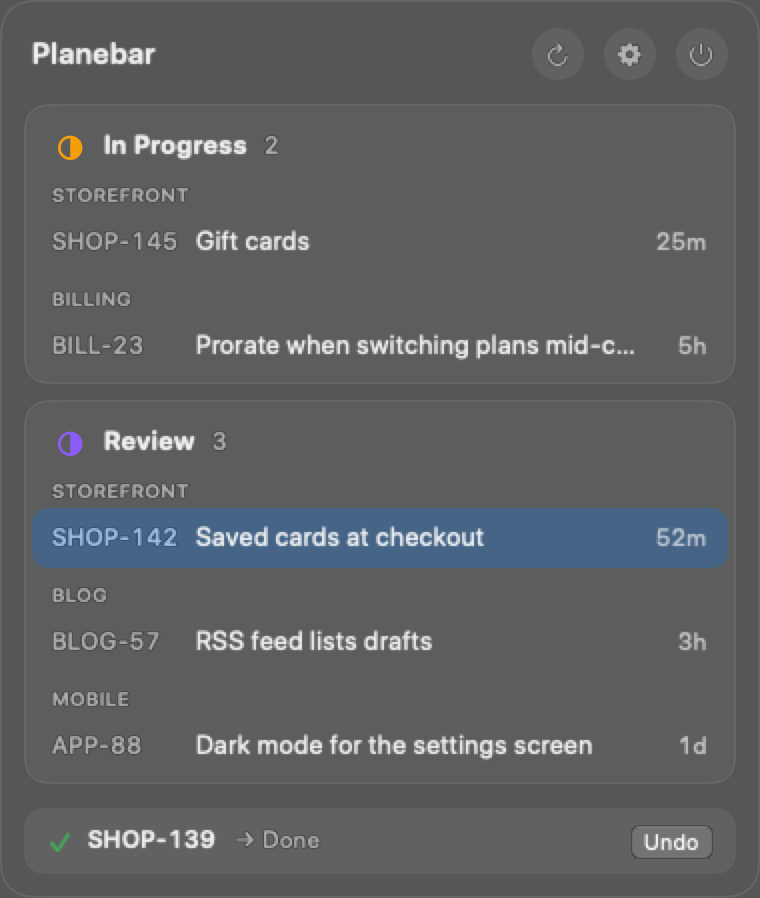 Planebar
In Progress 2
STOREFRONT
SHOP-145 Gift cards 25m
BILLING
BILL-23 Prorate when switching plans mid-c... 5h
Review 3
STOREFRONT
SHOP-142 Saved cards at checkout 52m
BLOG
BLOG-57 RSS feed lists drafts 3h
MOBILE
APP-88 Dark mode for the settings screen 1d
SHOP-139 → Done Undo